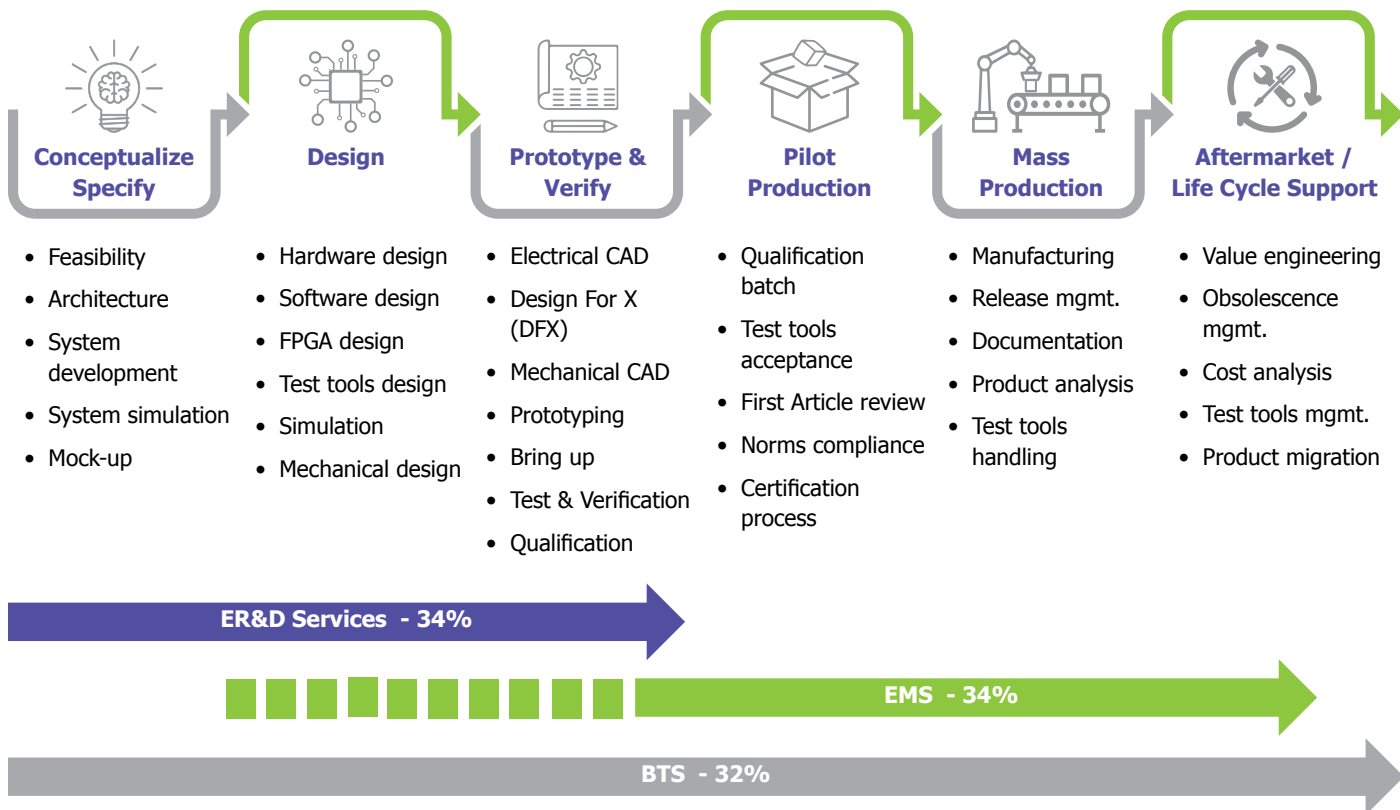 Conceptualize
Specify
• Feasibility
• Architecture
• System
development
• System simulation
• Mock-up
Design
• Hardware design
• Software design
• FPGA design
• Test tools design
• Simulation
• Mechanical design
Prototype &
Verify
• Electrical CAD
• Design For X
(DFX)
• Mechanical CAD
• Prototyping
• Bring up
• Test & Verification
• Qualification
Pilot
Production
• Qualification
batch
• Test tools
acceptance
• First Article review
• Norms compliance
• Certification
process
Mass
Production
• Manufacturing
• Release mgmt.
• Documentation
• Product analysis
• Test tools
handling
Aftermarket /
Life Cycle Support
• Value engineering
• Obsolescence
mgmt.
• Cost analysis
• Test tools mgmt.
• Product migration
ER&D Services - 34%
EMS - 34%
BTS - 32%